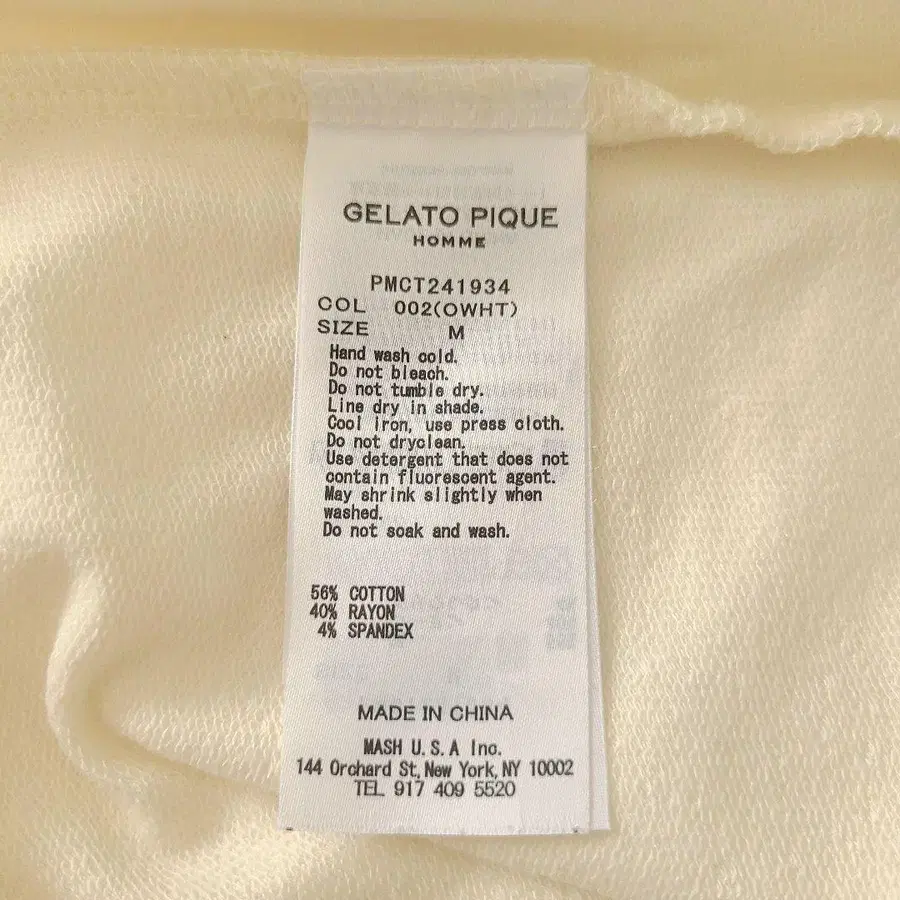 GELATO PIQUE
HOMME
PMCT241934
COL 002(OWHT)
SIZE M
Hand wash cold.
Do not bleach.
Do not tumble dry.
Line dry in shade.
Cool iron, use press cloth.
Do not dryclean.
Use detergent that does not
contain fluorescent agent.
May shrink slightly when
washed.
Do not soak and wash.
56% COTTON
40% RAYON
4% SPANDEX
MADE IN CHINA
MASH U.S.A Inc.
144 Orchard St, New York, NY 10002
TEL 917 409 5520